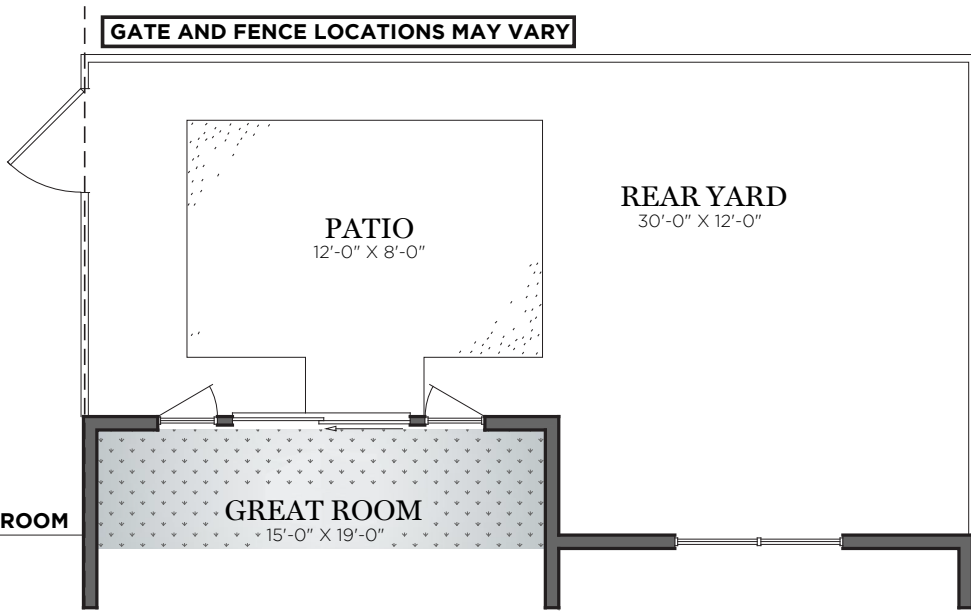 GATE AND FENCE LOCATIONS MAY VARY
REAR YARD
30'-0" X 12'-0"
PATIO
12'-0" X 8'-0"
GREAT ROOM
15'-0" X 19'-0"
ROOM